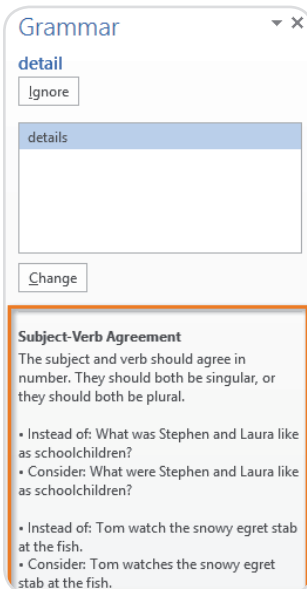 Grammar
detail
Ignore
details
Change
Subject-Verb Agreement
The subject and verb should agree in
number. They should both be singular, or
they should both be plural.
• Instead of: What was Stephen and Laura like
as schoolchildren?
• Consider: What were Stephen and Laura like
as schoolchildren?
• Instead of: Tom watch the snowy egret stab
at the fish.
• Consider: Tom watches the snowy egret
stab at the fish.